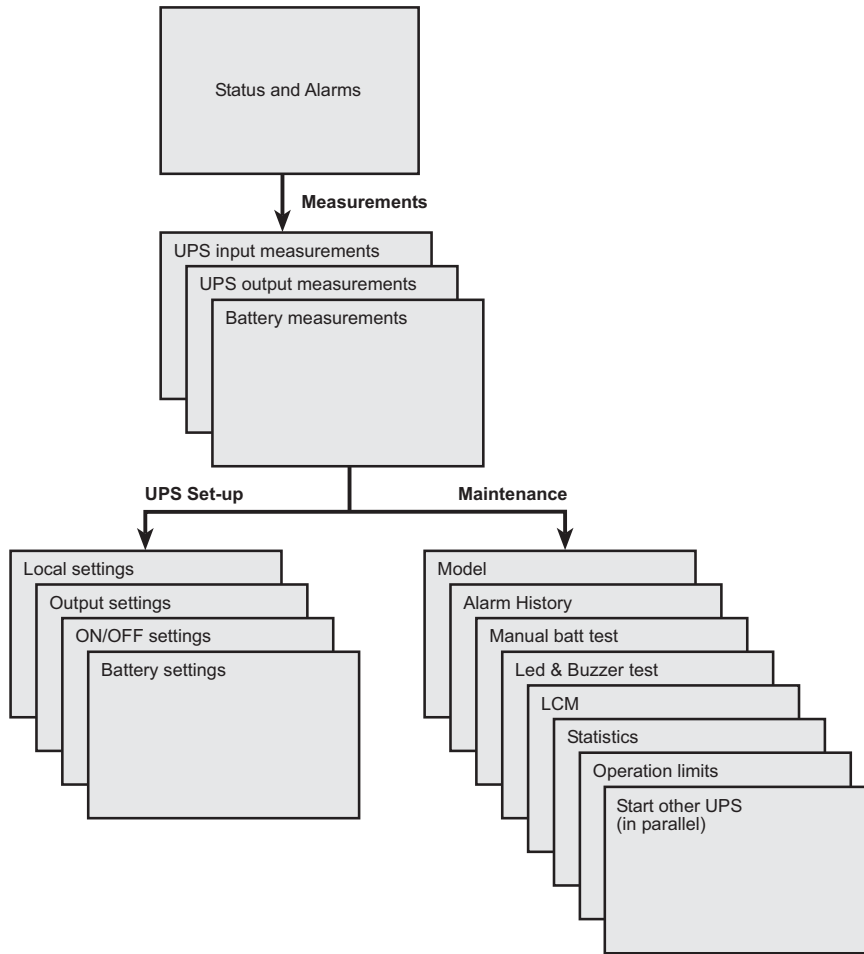 Status and Alarms
Measurements
UPS input measurements
UPS output measurements
Battery measurements
UPS Set-up
Maintenance
Local settings
Output settings
ON/OFF settings
Battery settings
Model
Alarm History
Manual batt test
Led & Buzzer test
LCM
Statistics
Operation limits
Start other UPS
(in parallel)